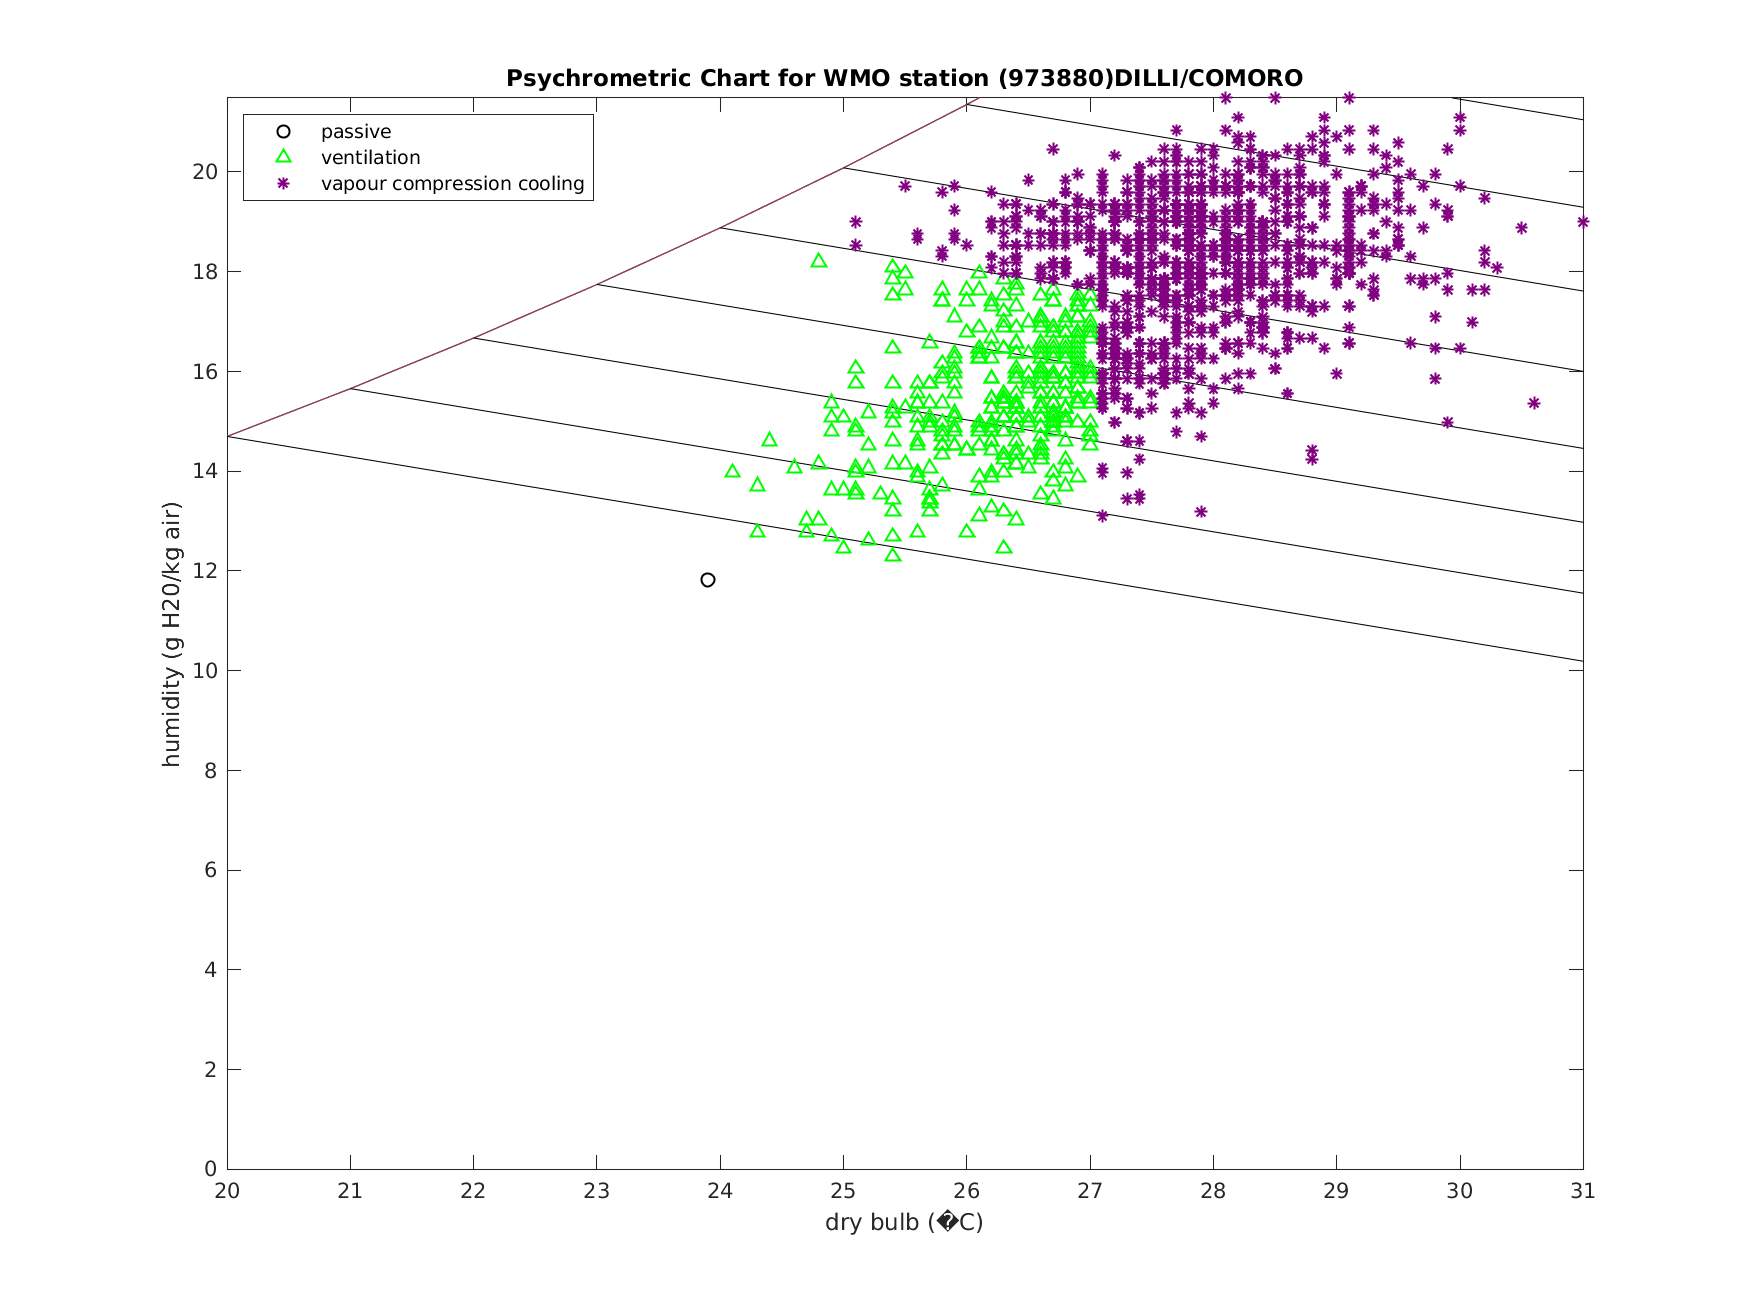 Psychrometric Chart for WMO station (973880)DILLI/COMORO
passive
ventilation
vapour compression cooling
humidity (g H20/kg air)
20
18
16
14
12
10
8
6
4
2
0
20 21 22 23 24 25 26 27 28 29 30 31
dry bulb (�C)